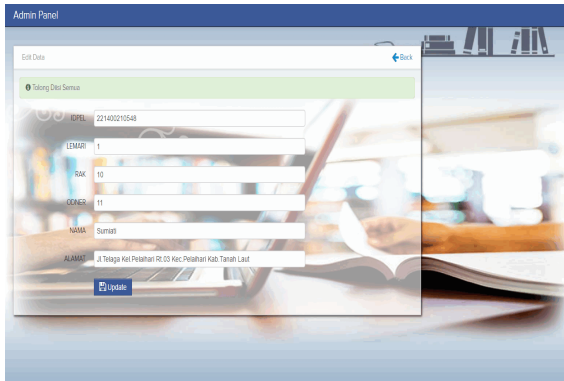 Admin Panel
Edit Data
Back
Tolong Diisi Semua
IDPEL 221400210548
LEMARI 1
RAK 10
ODNER 11
NAMA Sumiati
ALAMAT Jl.Telaga Kel.Pelaihari Rt.03 Kec.Pelaihari Kab.Tanah Laut
Update